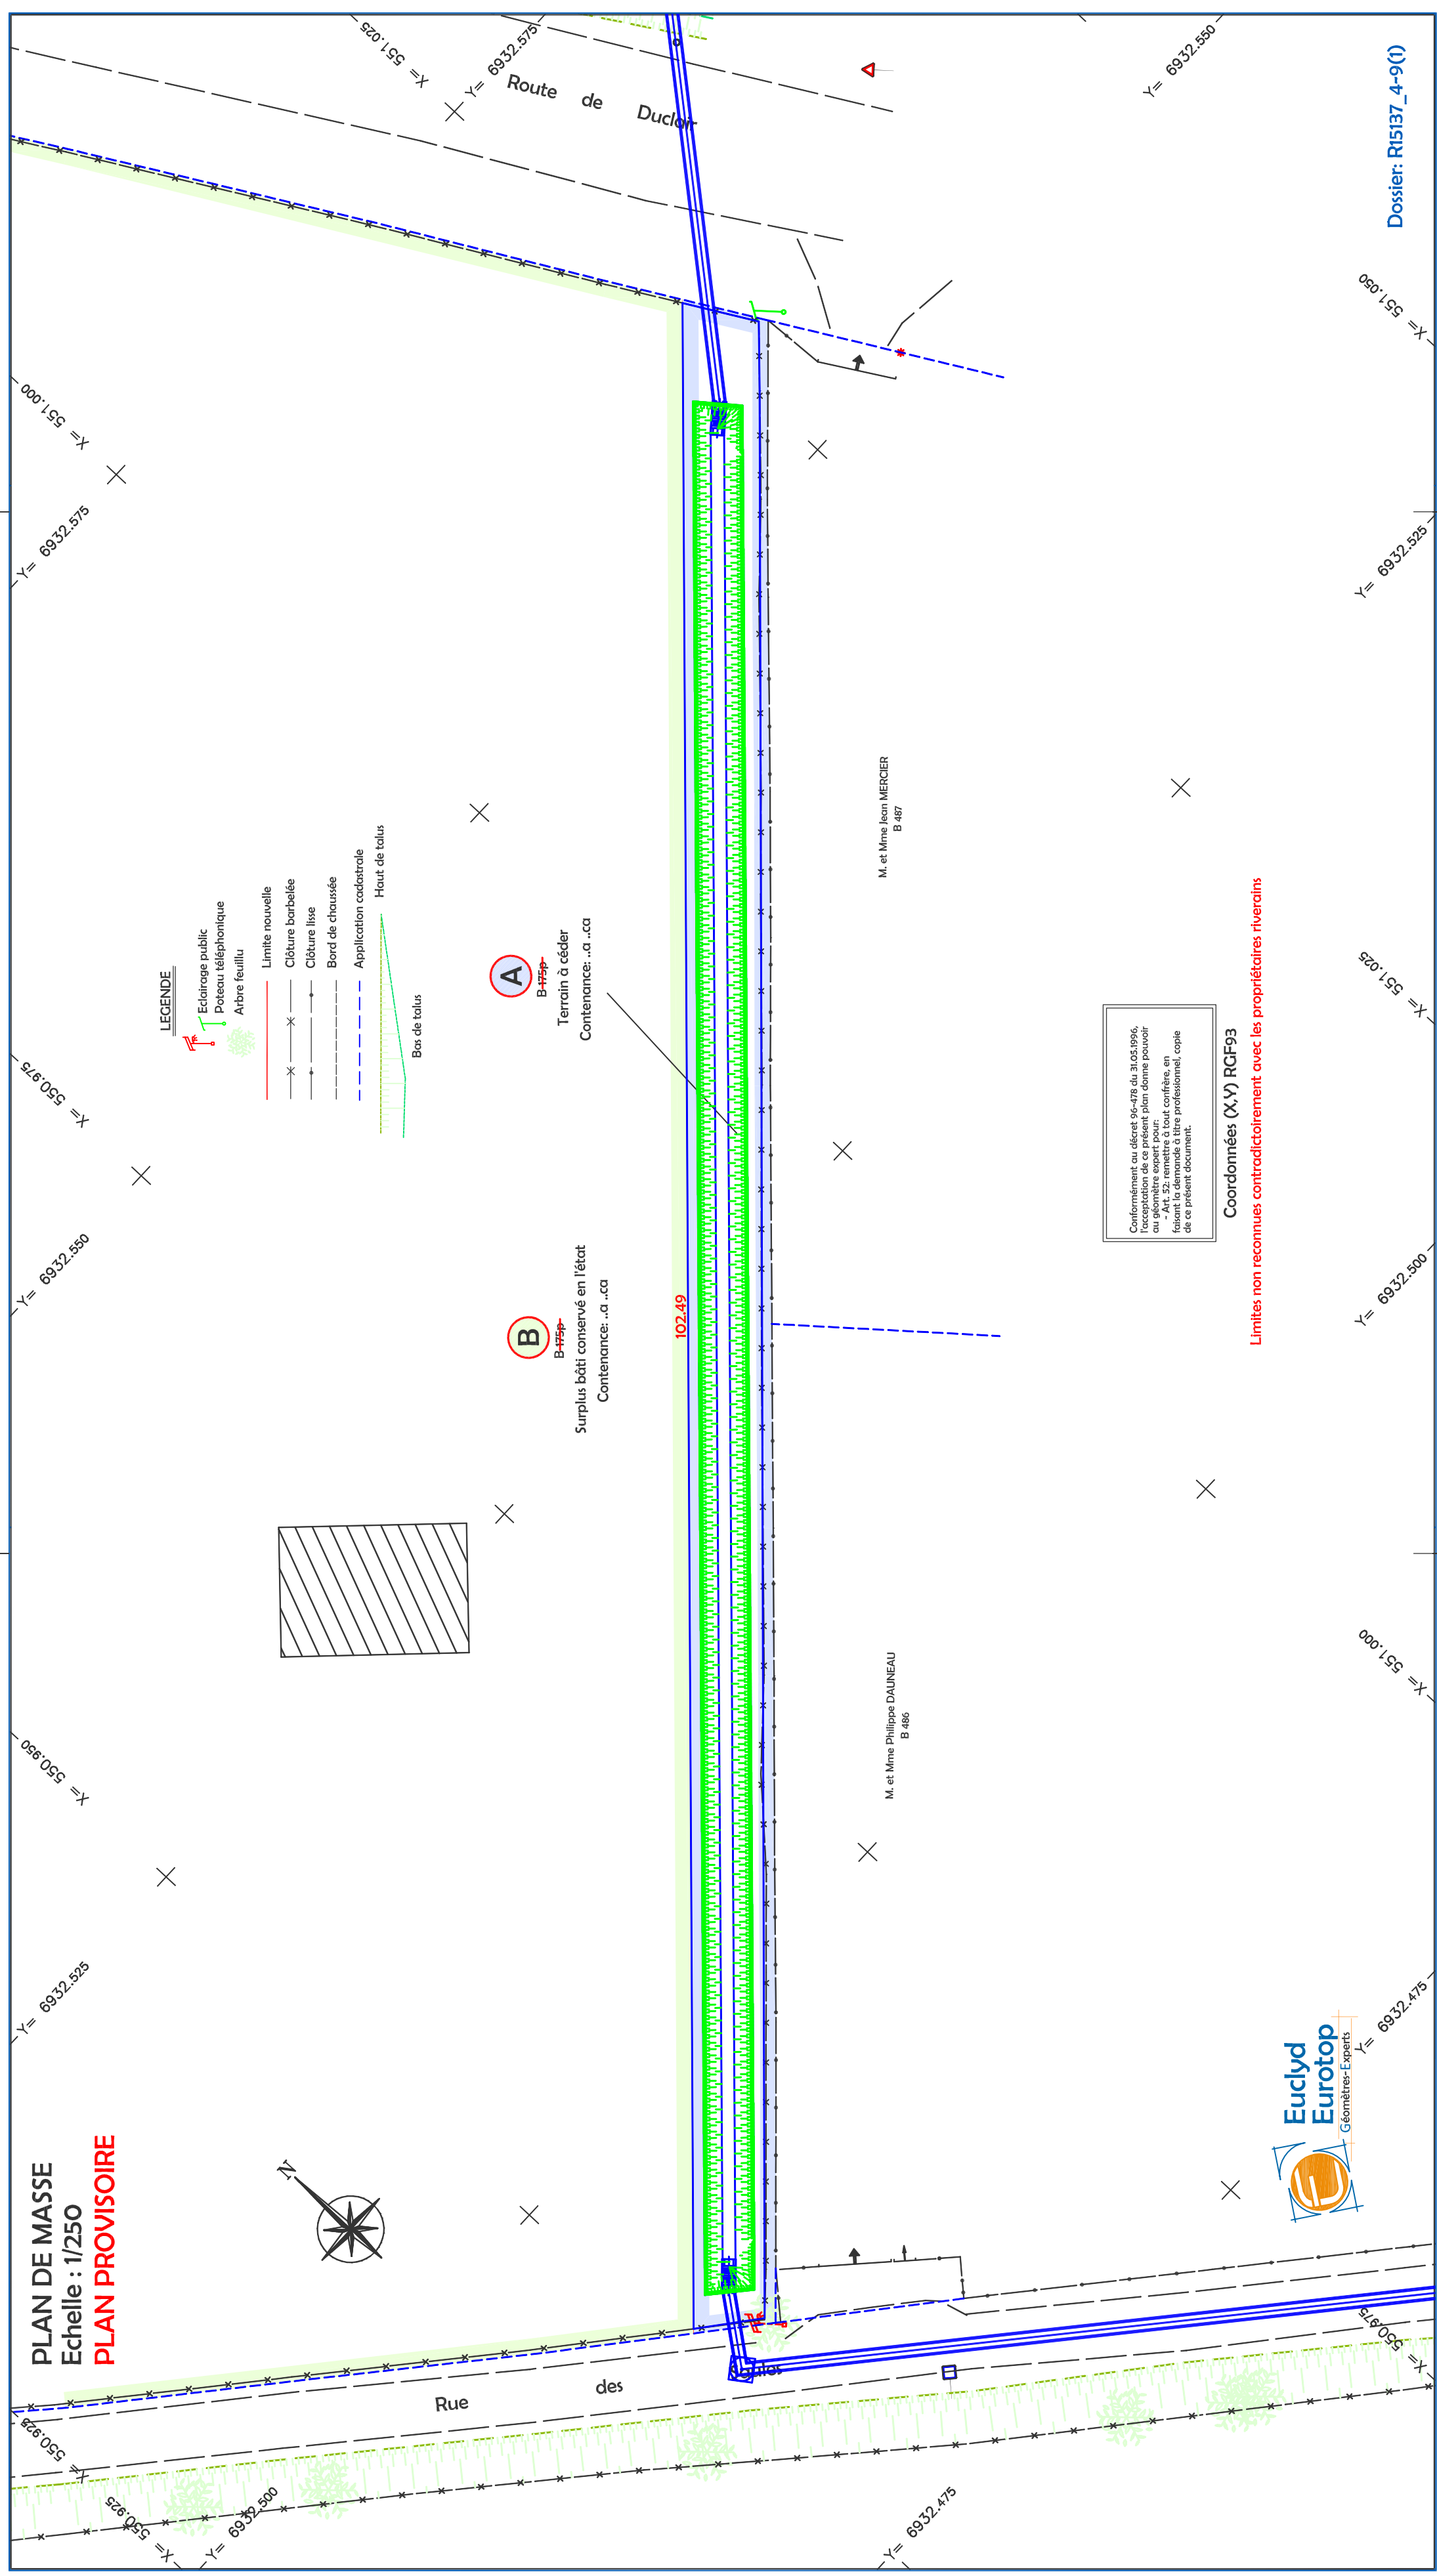 PLAN DE MASSE
Echelle : 1/250
PLAN PROVISOIRE
N
LEGENDE
Eclairage public
Poteau téléphonique
Arbre feuillu
Limite nouvelle
Clôture barbelée
Clôture lisse
Bord de chaussée
Application cadastrale
Haut de talus
Bas de talus
A
B 175p
Terrain à céder
Contenance: ..a ..ca
B
B 175p
Surplus bâti conservé en l'état
Contenance: ..a ..ca
102.49
Route de Duclair
Rue des
M. et Mme Jean MERCIER
B 487
M. et Mme Philippe DAUNEAU
B 486
Conformément au décret 96-478 du 31.05.1996,
l'acceptation de ce présent plan donne pouvoir
au géomètre expert pour:
- Art. 52: remettre à tout confrère, en
faisant la demande à titre professionnel, copie
de ce présent document.
Coordonnées (X,Y) RGF93
Limites non reconnues contradictoirement avec les propriétaires riverains
Euclyd
Eurotop
Géomètres-Experts
Dossier: R15137_4-9(1)
X= 550.925
X= 550.950
X= 550.975
X= 551.000
X= 551.025
Y= 6932.525
Y= 6932.550
Y= 6932.575
Y= 6932.575
Y= 6932.550
X= 551.050
Y= 6932.525
X= 551.025
Y= 6932.500
X= 551.000
Y= 6932.475
X= 550.975
Y= 6932.475
Y= 6932.500
X= 550.925